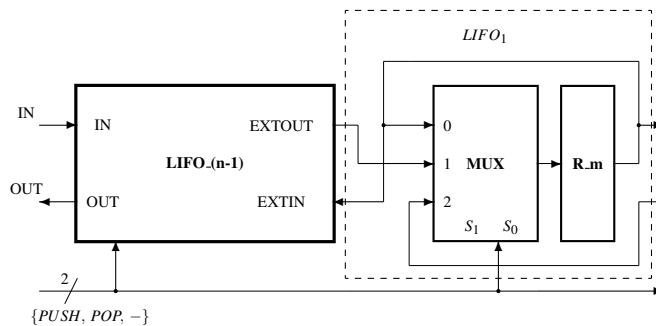 LIFO₁
IN
IN
EXTOUT
0
LIFO_(n-1)
1
MUX
R_m
OUT
OUT
EXTIN
2
S₁ S₀
2
{PUSH, POP, −}